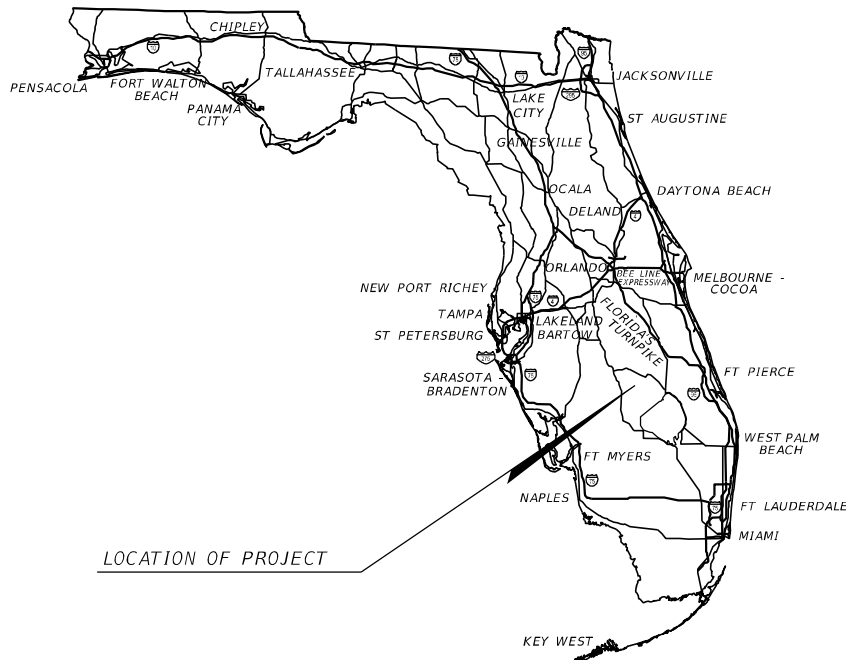 CHIPLEY
PENSACOLA
FORT WALTON
BEACH
PANAMA
CITY
TALLAHASSEE
LAKE
CITY
JACKSONVILLE
ST AUGUSTINE
GAINESVILLE
OCALA
DELAND
DAYTONA BEACH
ORLANDO
BEE LINE
EXPRESSWAY
MELBOURNE -
COCOA
NEW PORT RICHEY
TAMPA
ST PETERSBURG
LAKELAND
BARTOW
FLORIDA'S
TURNPIKE
SARASOTA -
BRADENTON
FT PIERCE
WEST PALM
BEACH
FT MYERS
NAPLES
FT LAUDERDALE
MIAMI
LOCATION OF PROJECT
KEY WEST